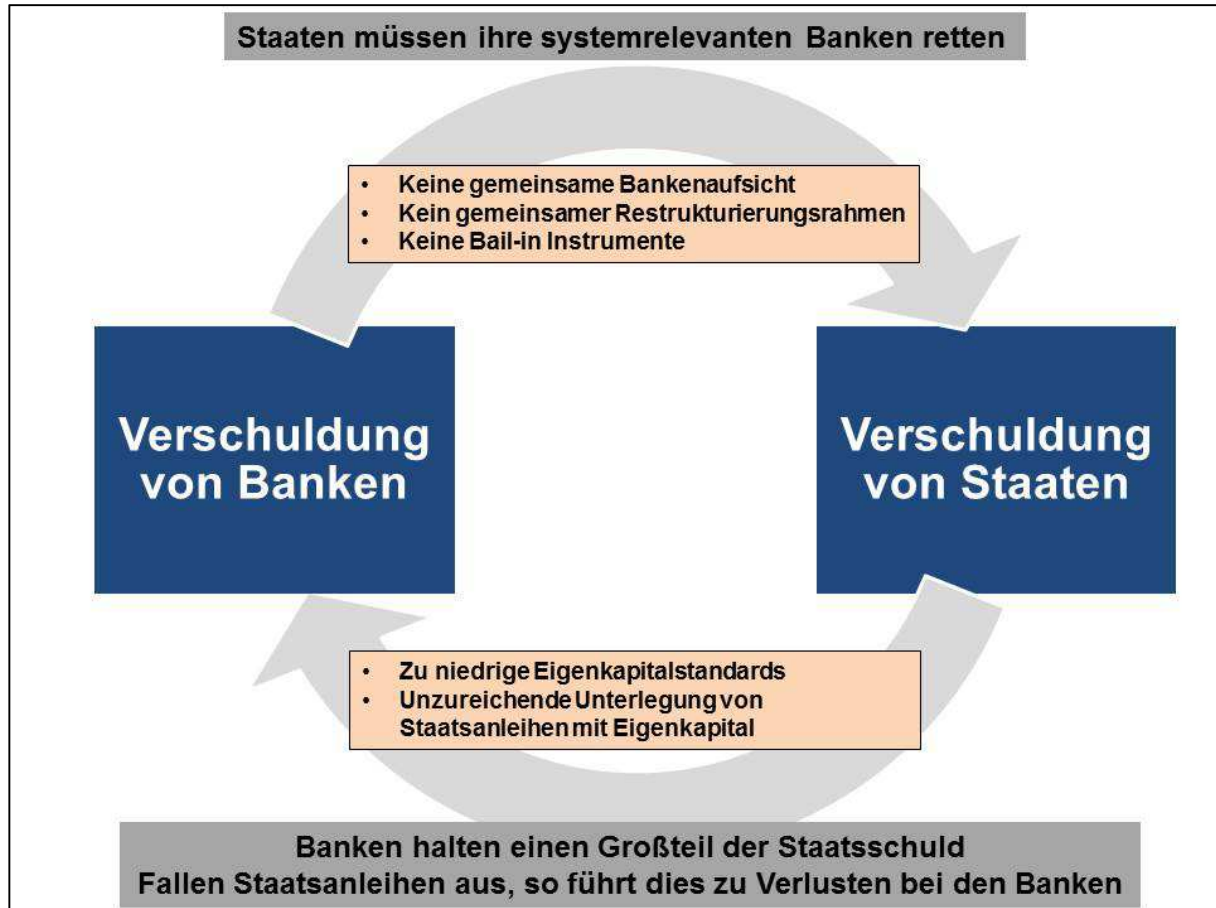 Staaten müssen ihre systemrelevanten Banken retten
• Keine gemeinsame Bankenaufsicht
• Kein gemeinsamer Restrukturierungsrahmen
• Keine Bail-in Instrumente
Verschuldung
von Banken
Verschuldung
von Staaten
• Zu niedrige Eigenkapitalstandards
• Unzureichende Unterlegung von
Staatsanleihen mit Eigenkapital
Banken halten einen Großteil der Staatsschuld
Fallen Staatsanleihen aus, so führt dies zu Verlusten bei den Banken